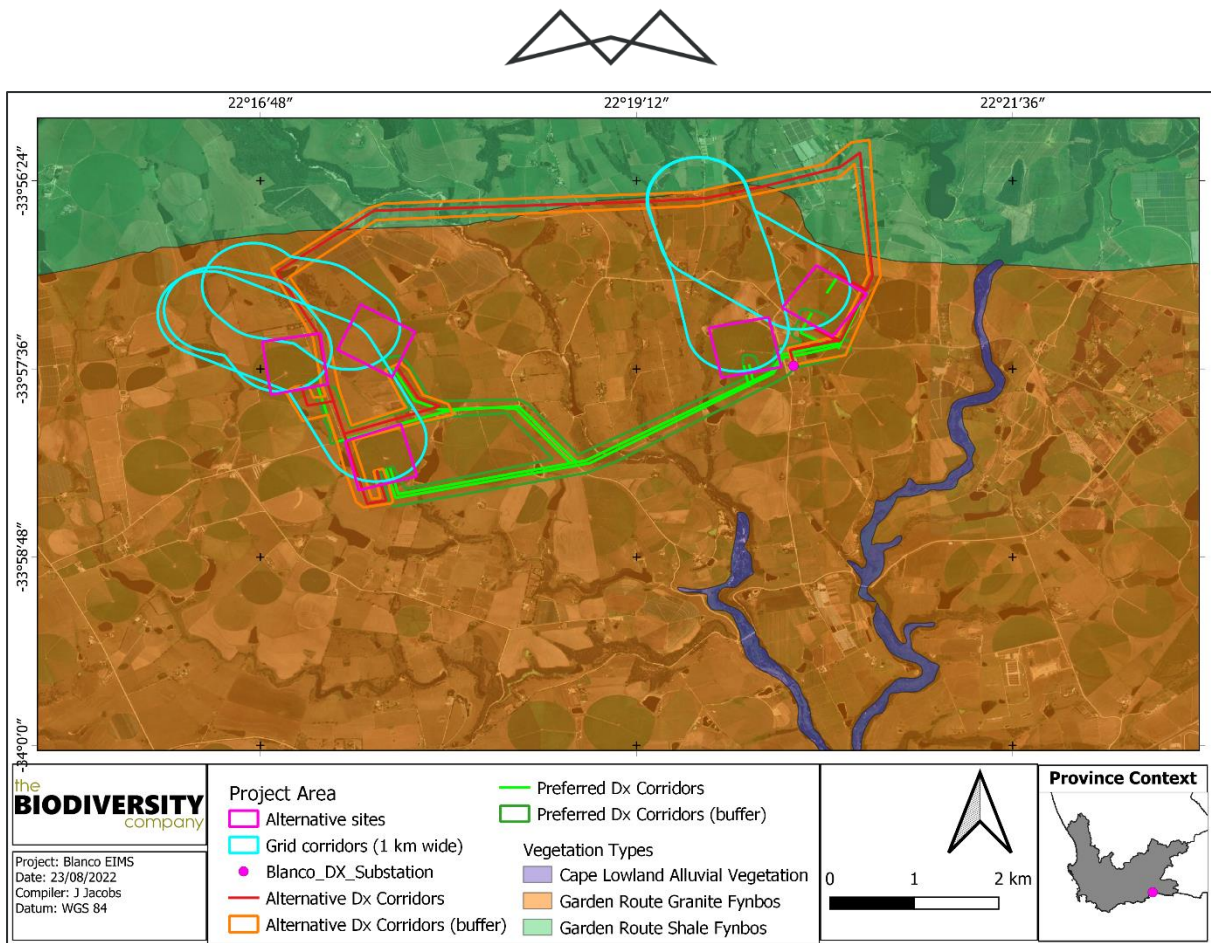 22°16′48″
22°19′12″
22°21′36″
-33°56′24″
-33°57′36″
-33°58′48″
-34°0′0″
the
BIODIVERSITY
company
Project: Blanco EIMS
Date: 23/08/2022
Compiler: J Jacobs
Datum: WGS 84
Project Area
Alternative sites
Grid corridors (1 km wide)
Blanco_DX_Substation
Alternative Dx Corridors
Alternative Dx Corridors (buffer)
Preferred Dx Corridors
Preferred Dx Corridors (buffer)
Vegetation Types
Cape Lowland Alluvial Vegetation
Garden Route Granite Fynbos
Garden Route Shale Fynbos
0 1 2 km
Province Context